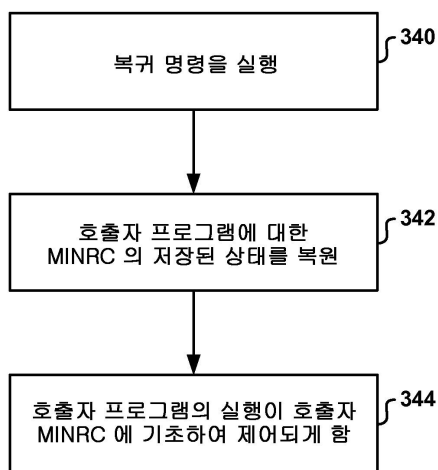 복귀 명령을 실행
340
호출자 프로그램에 대한
MINRC 의 저장된 상태를 복원
342
호출자 프로그램의 실행이 호출자
MINRC 에 기초하여 제어되게 함
344